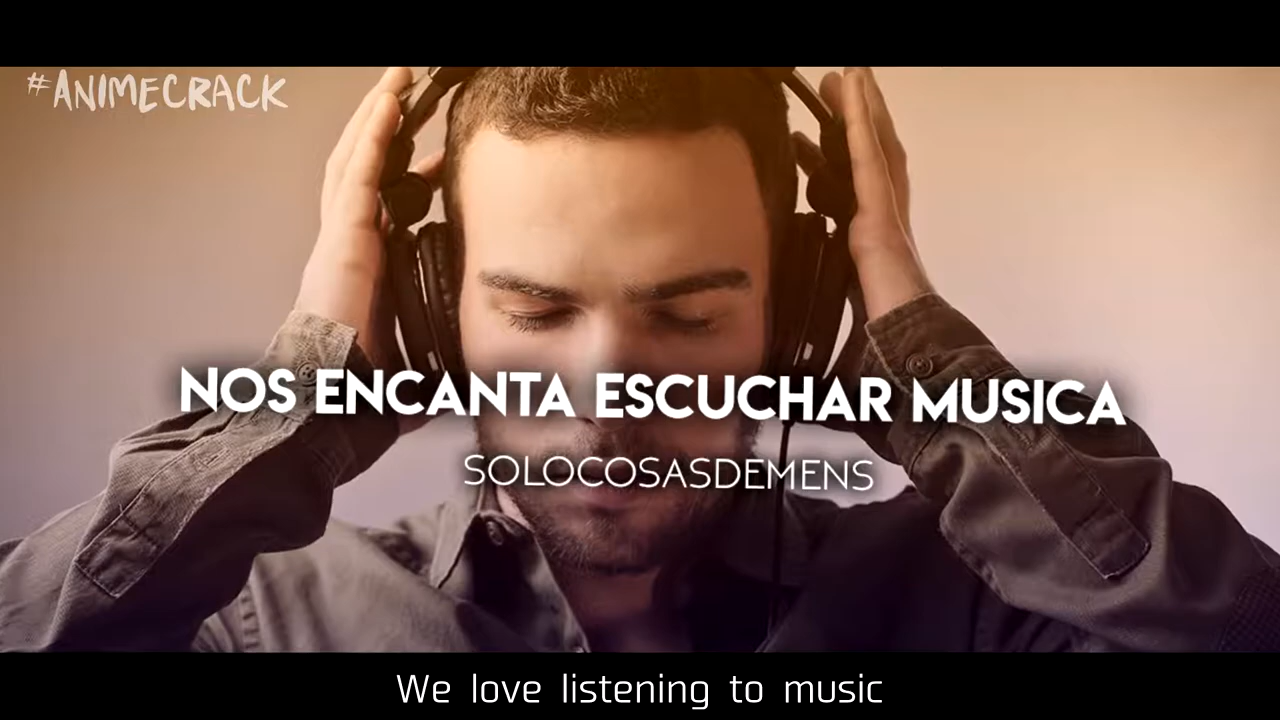 #ANIMECRACK
NOS ENCANTA ESCUCHAR MUSICA
SOLOCOSASDEMENS
We love listening to music